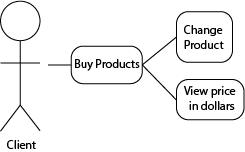 Change
Product
Buy Products
View price
in dollars
Client